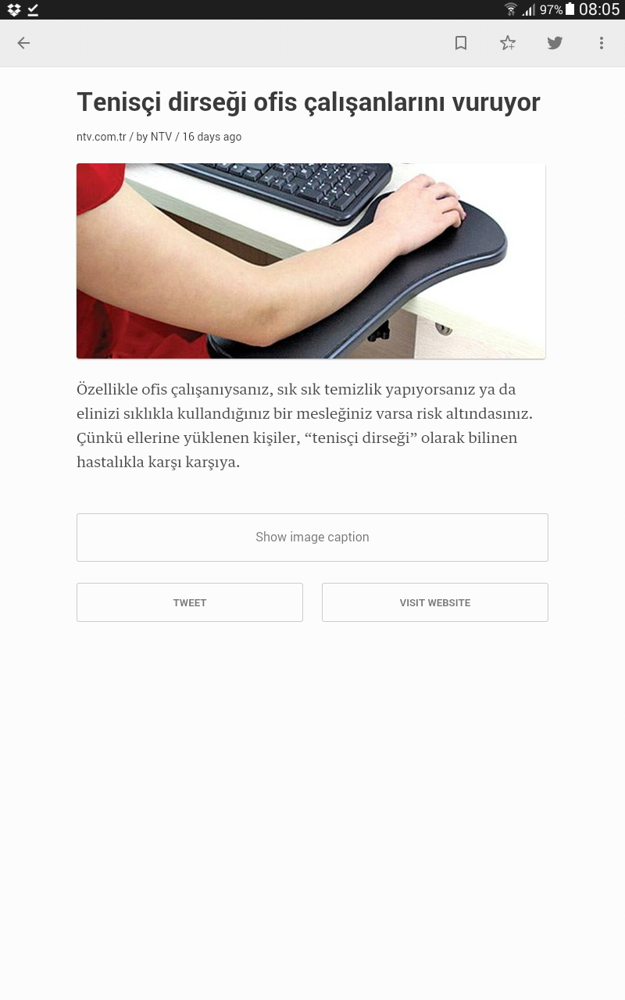 97% 08:05
Tenisçi dirseği ofis çalışanlarını vuruyor
ntv.com.tr / by NTV / 16 days ago
Özellikle ofis çalışanıysanız, sık sık temizlik yapıyorsanız ya da
elinizi sıklıkla kullandığınız bir mesleğiniz varsa risk altındasınız.
Çünkü ellerine yüklenen kişiler, “tenisçi dirseği” olarak bilinen
hastalıkla karşı karşıya.
Show image caption
TWEET VISIT WEBSITE